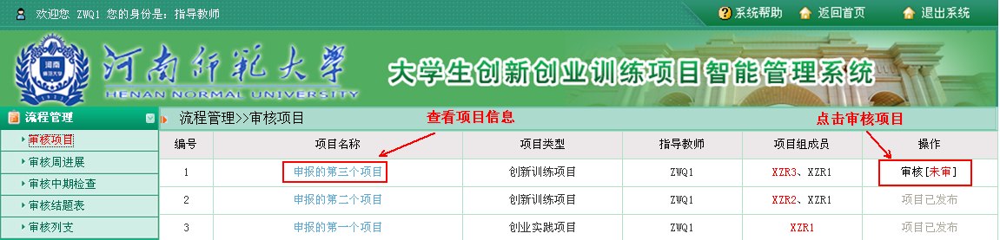 欢迎您 ZWQ1 您的身份是：指导教师 系统帮助 返回首页 退出系统
河南师范大学
HENAN NORMAL UNIVERSITY
大学生创新创业训练项目智能管理系统
流程管理
审核项目
审核周进展
审核中期检查
审核结题表
审核列支
流程管理>>审核项目 查看项目信息 点击审核项目
编号 项目名称 项目类型 指导教师 项目组成员 操作
1 申报的第三个项目 创新训练项目 ZWQ1 XZR3、XZR1 审核[未审]
2 申报的第二个项目 创新训练项目 ZWQ1 XZR2、XZR1 项目已发布
3 申报的第一个项目 创业实践项目 ZWQ1 XZR1 项目已发布